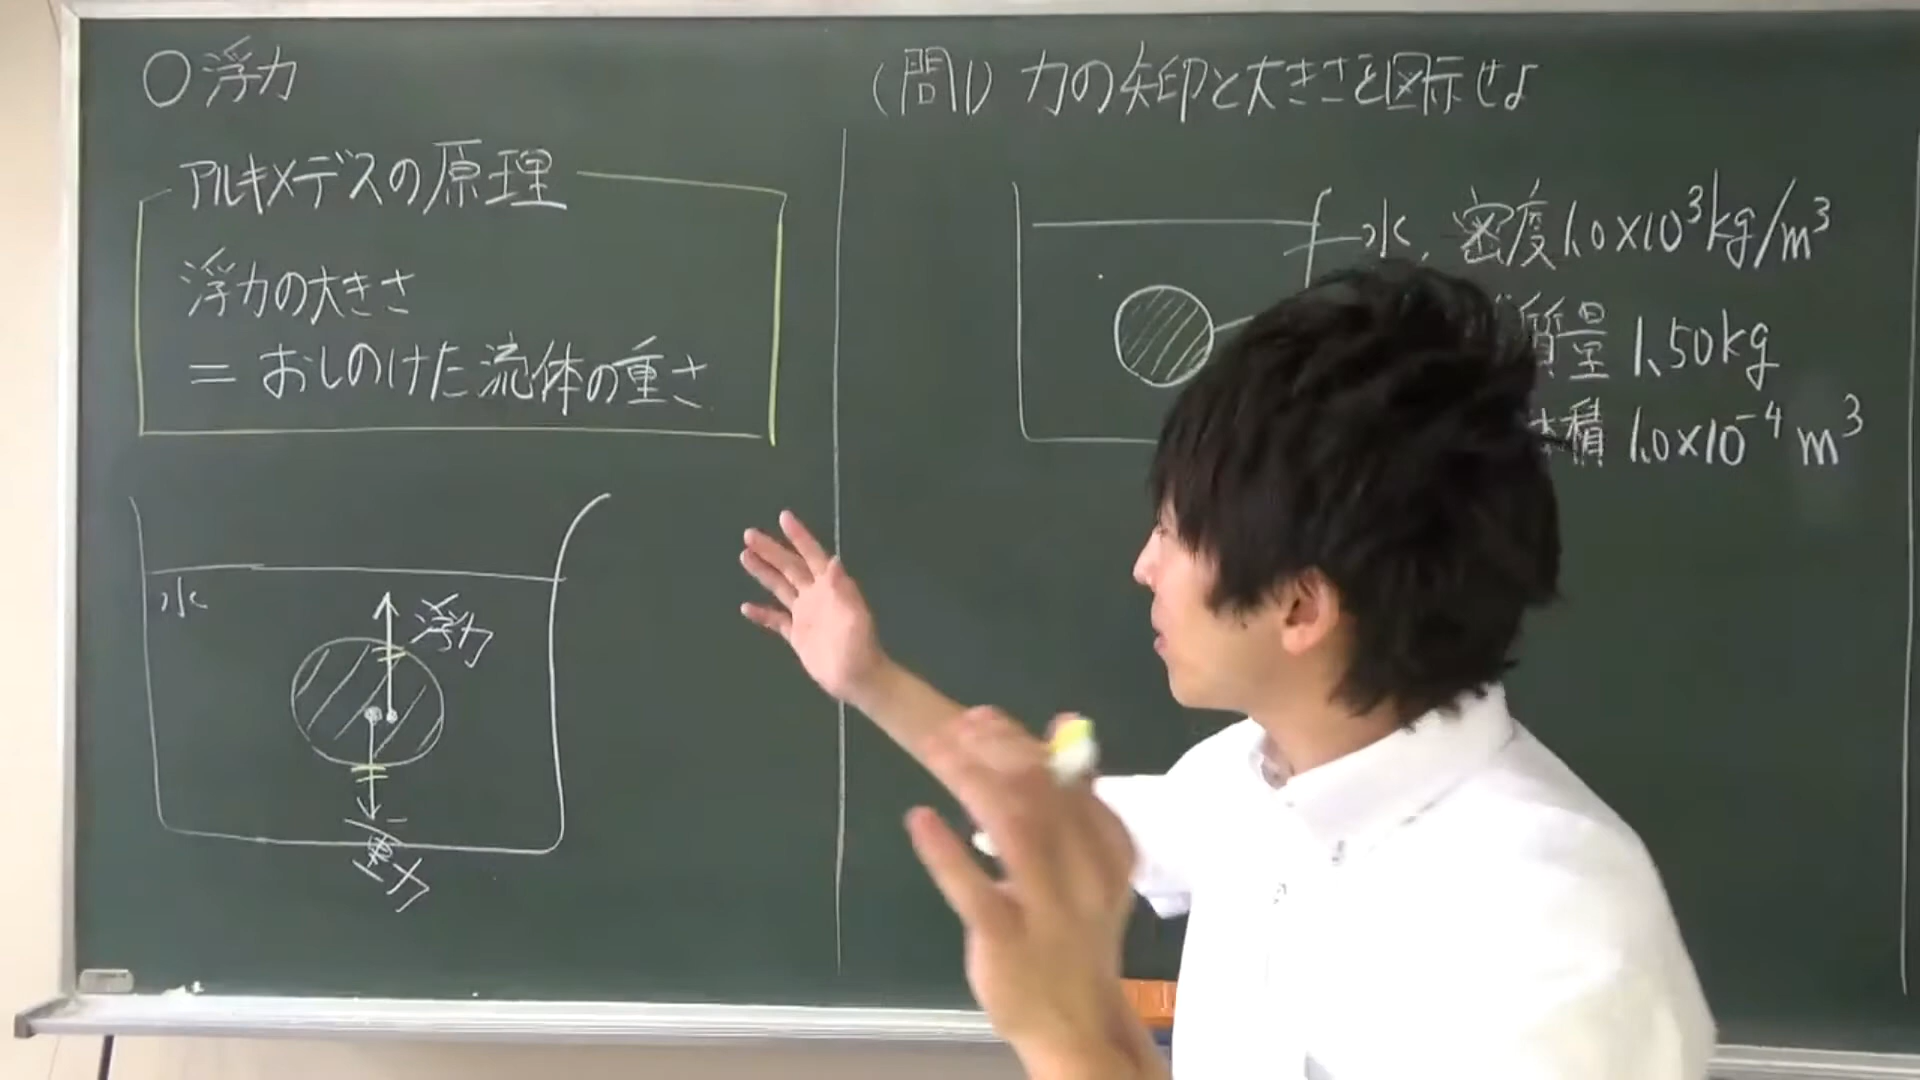 ○浮力
アルキメデスの原理
浮力の大きさ
= おしのけた流体の重さ
水
浮力
重力
(問1) 力の矢印と大きさを図示せよ
水, 密度 1.0×10³kg/m³
質量 1.50kg
体積 1.0×10⁻⁴ m³